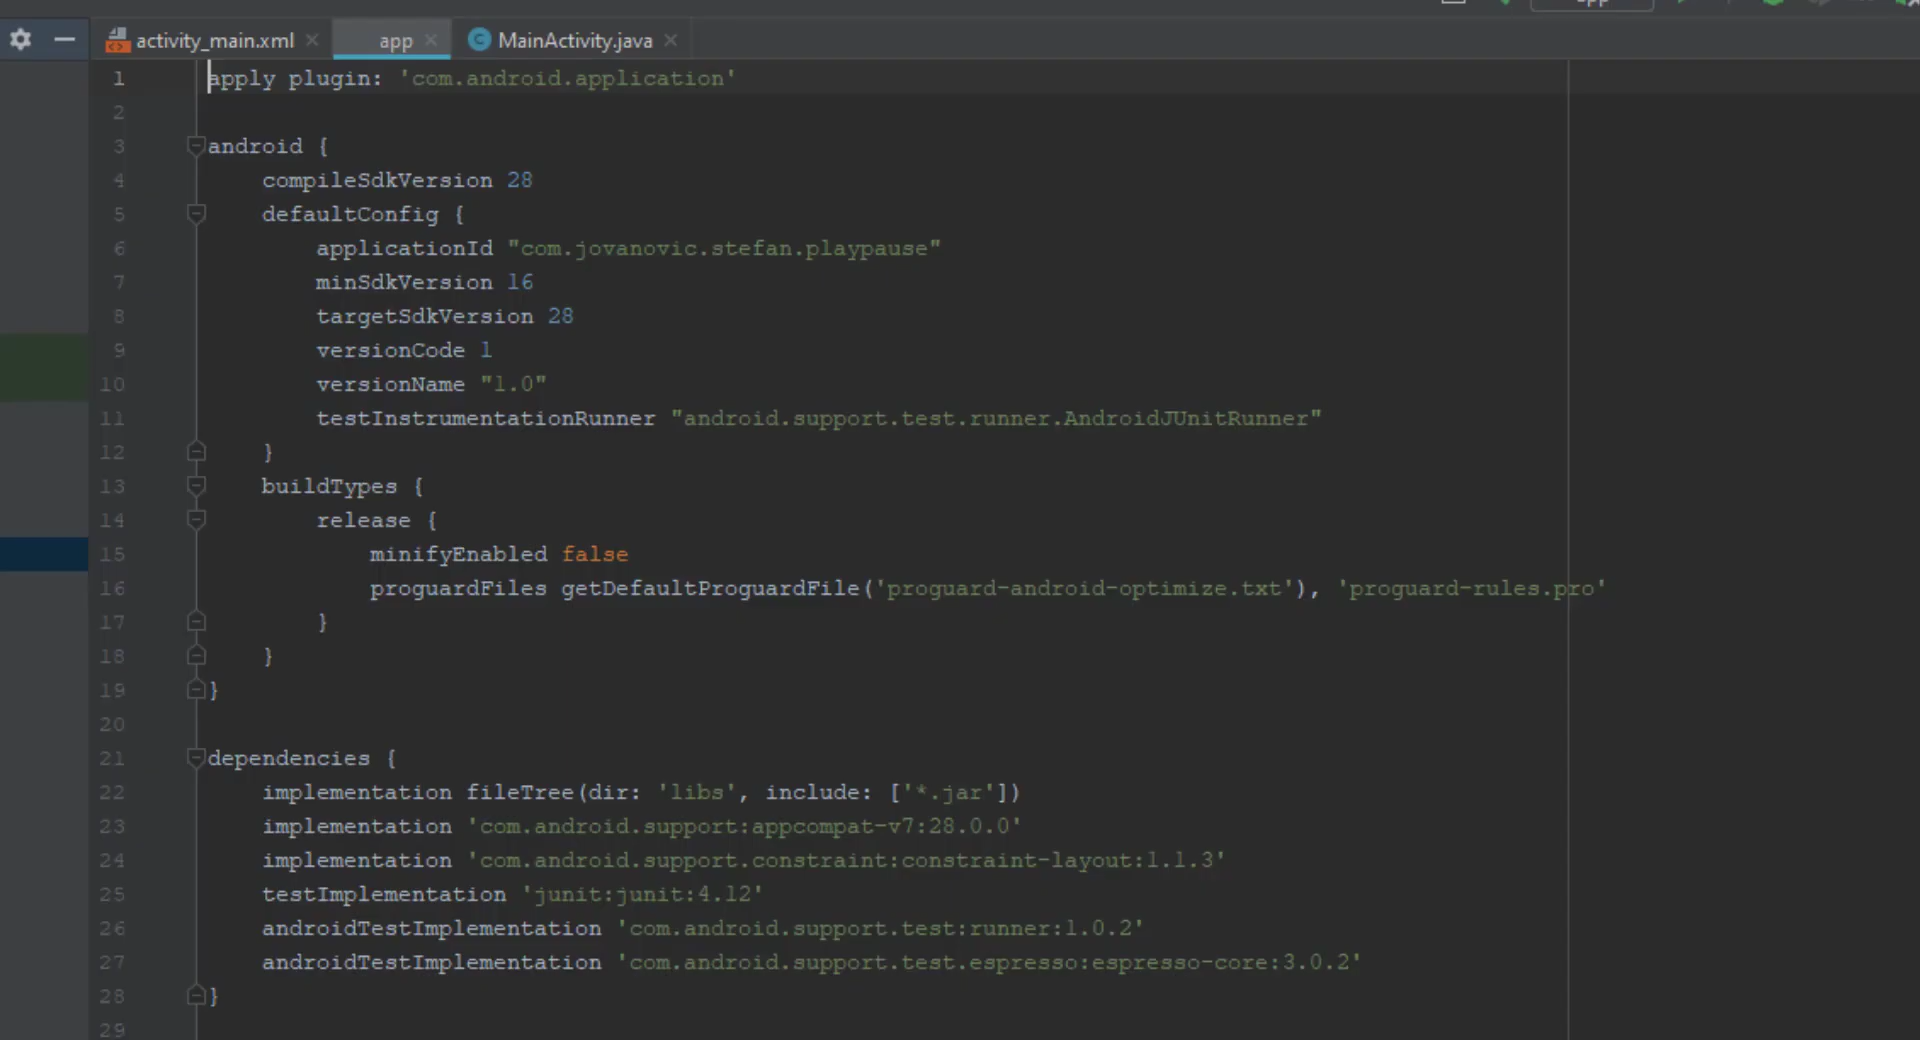 activity_main.xml
app
MainActivity.java
1 apply plugin: 'com.android.application'
2
3 android {
4 compileSdkVersion 28
5 defaultConfig {
6 applicationId "com.jovanovic.stefan.playpause"
7 minSdkVersion 16
8 targetSdkVersion 28
9 versionCode 1
10 versionName "1.0"
11 testInstrumentationRunner "android.support.test.runner.AndroidJUnitRunner"
12 }
13 buildTypes {
14 release {
15 minifyEnabled false
16 proguardFiles getDefaultProguardFile('proguard-android-optimize.txt'), 'proguard-rules.pro'
17 }
18 }
19 }
20
21 dependencies {
22 implementation fileTree(dir: 'libs', include: ['*.jar'])
23 implementation 'com.android.support:appcompat-v7:28.0.0'
24 implementation 'com.android.support.constraint:constraint-layout:1.1.3'
25 testImplementation 'junit:junit:4.12'
26 androidTestImplementation 'com.android.support.test:runner:1.0.2'
27 androidTestImplementation 'com.android.support.test.espresso:espresso-core:3.0.2'
28 }
29